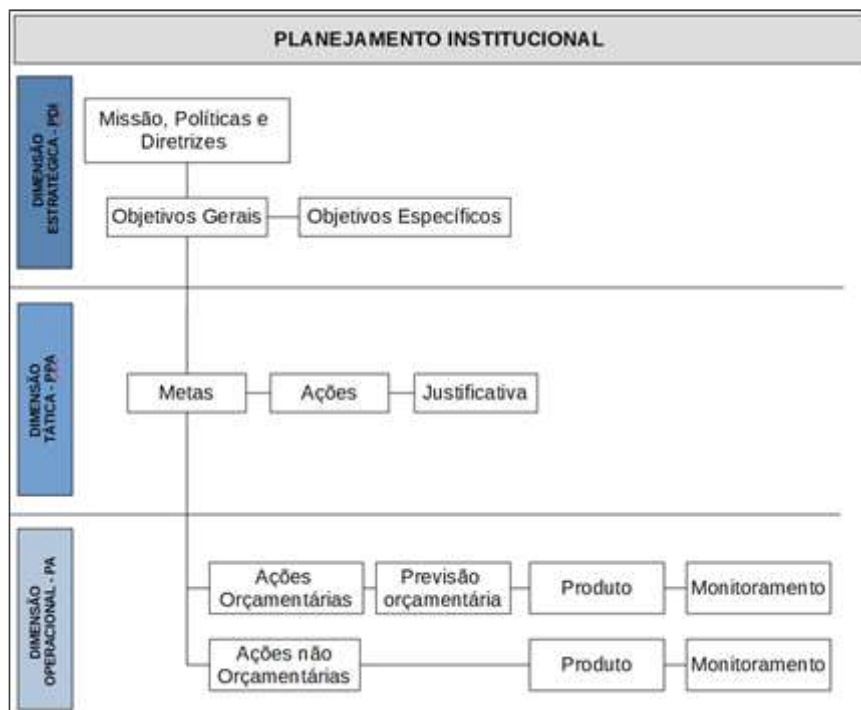 PLANEJAMENTO INSTITUCIONAL
DIMENSÃO
ESTRATÉGICA - PDI
Missão, Políticas e
Diretrizes
Objetivos Gerais
Objetivos Específicos
DIMENSÃO
TÁTICA - PPA
Metas
Ações
Justificativa
DIMENSÃO
OPERACIONAL - PA
Ações
Orçamentárias
Previsão
orçamentária
Produto
Monitoramento
Ações não
Orçamentárias
Produto
Monitoramento